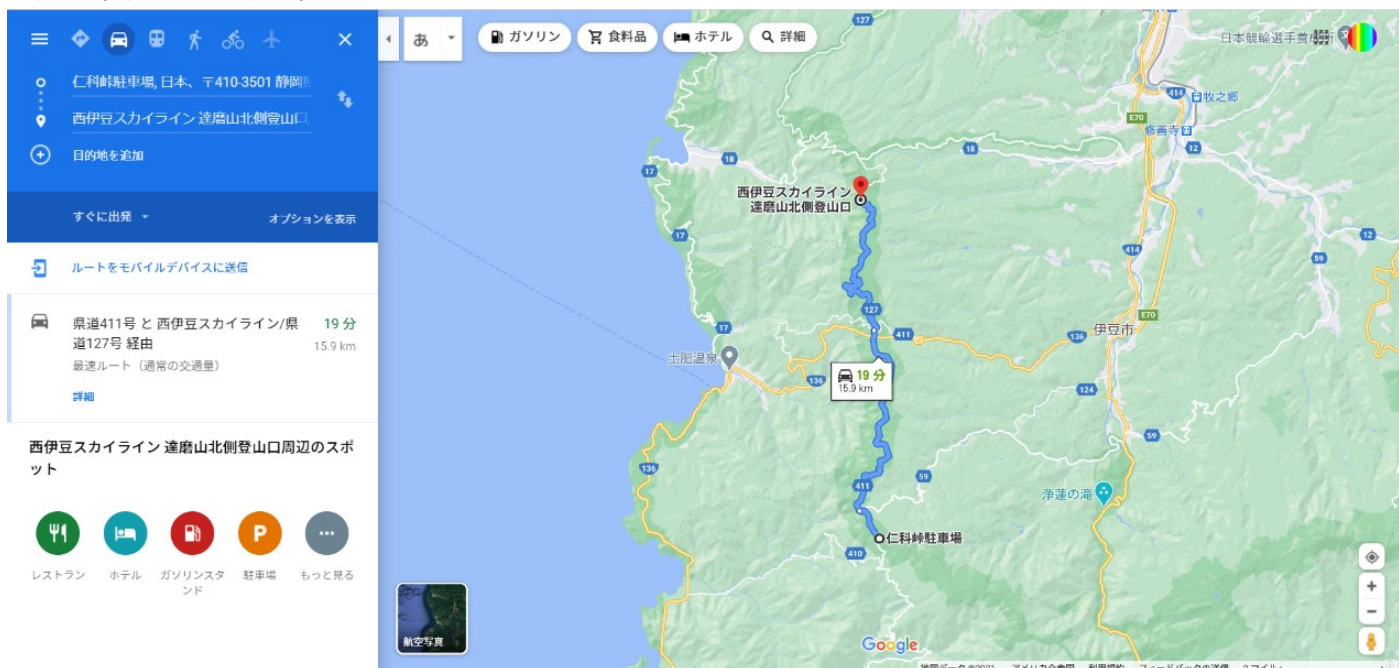 仁科峠駐車場, 日本、〒410-3501 静岡
西伊豆スカイライン 達磨山北側登山口
目的地を追加
すぐに出発
オプションを表示
ルートをモバイルデバイスに送信
県道411号 と 西伊豆スカイライン/県
道127号 経由
19 分
15.9 km
最速ルート（通常の交通量）
詳細
西伊豆スカイライン 達磨山北側登山口周辺のスポ
ット
レストラン
ホテル
ガソリンスタ
ンド
P
駐車場
もっと見る
あ
ガソリン
食料品
ホテル
詳細
127
日本競輪選手養
414
牧之郷
E70
修善寺
12
18
18
17
西伊豆スカイライン
達磨山北側登山口
17
17
414
12
59
127
17
411
136
伊豆市
E70
土肥温泉
136
19 分
15.9 km
124
59
136
59
411
浄蓮の滝
仁科峠駐車場
410
航空写真
Google